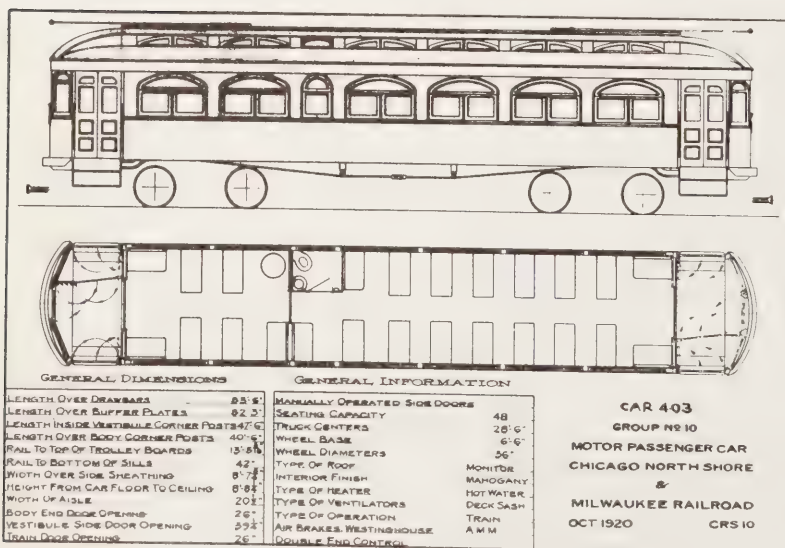 GENERAL DIMENSIONS
LENGTH OVER DRAWBARS
LENGTH OVER BUFFER PLATES
LENGTH INSIDE VESTIBULE CORNER POSTS 47'-6"
LENGTH OVER BODY CORNER POSTS 40'-6"
RAIL TO TOP OF TROLLEY BOARDS
RAIL TO BOTTOM OF SILLS 42"
WIDTH OVER SIDE SHEATHING
HEIGHT FROM CAR FLOOR TO CEILING
WIDTH OF AISLE
BODY END DOOR OPENING 26"
VESTIBULE SIDE DOOR OPENING
TRAIN DOOR OPENING 26"
GENERAL INFORMATION
MANUALLY OPERATED SIDE DOORS
SEATING CAPACITY 48
TRUCK CENTERS
WHEEL BASE 6'-6"
WHEEL DIAMETERS 36"
TYPE OF ROOF MONITOR
INTERIOR FINISH MAHOGANY
TYPE OF HEATER HOT WATER
TYPE OF VENTILATORS DECK SASH
TYPE OF OPERATION TRAIN
AIR BRAKES, WESTINGHOUSE A M M
DOUBLE END CONTROL
CAR 403
GROUP Nº 10
MOTOR PASSENGER CAR
CHICAGO NORTH SHORE
&
MILWAUKEE RAILROAD
OCT 1920 CRS 10